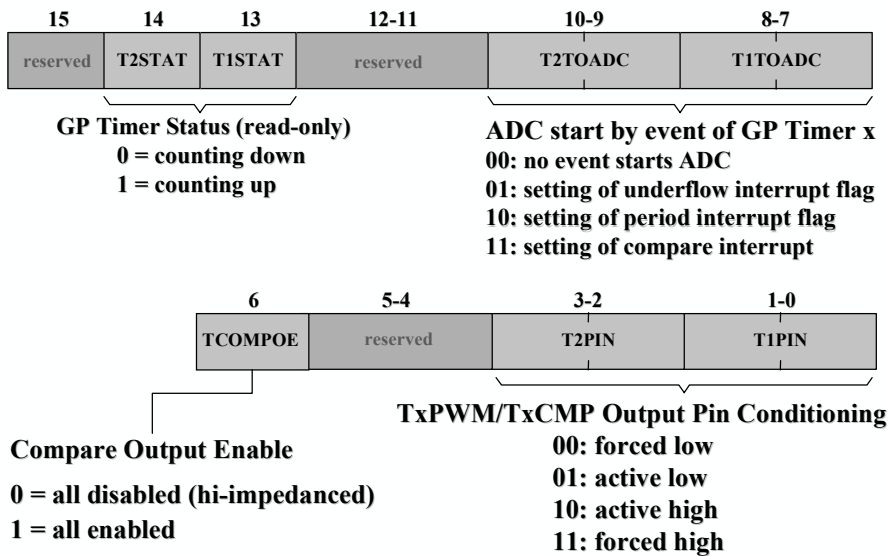 15 14 13 12-11 10-9 8-7
reserved T2STAT T1STAT reserved T2TOADC T1TOADC
GP Timer Status (read-only)
0 = counting down
1 = counting up
ADC start by event of GP Timer x
00: no event starts ADC
01: setting of underflow interrupt flag
10: setting of period interrupt flag
11: setting of compare interrupt
6 5-4 3-2 1-0
TCOMPOE reserved T2PIN T1PIN
Compare Output Enable
0 = all disabled (hi-impedanced)
1 = all enabled
TxPWM/TxCMP Output Pin Conditioning
00: forced low
01: active low
10: active high
11: forced high